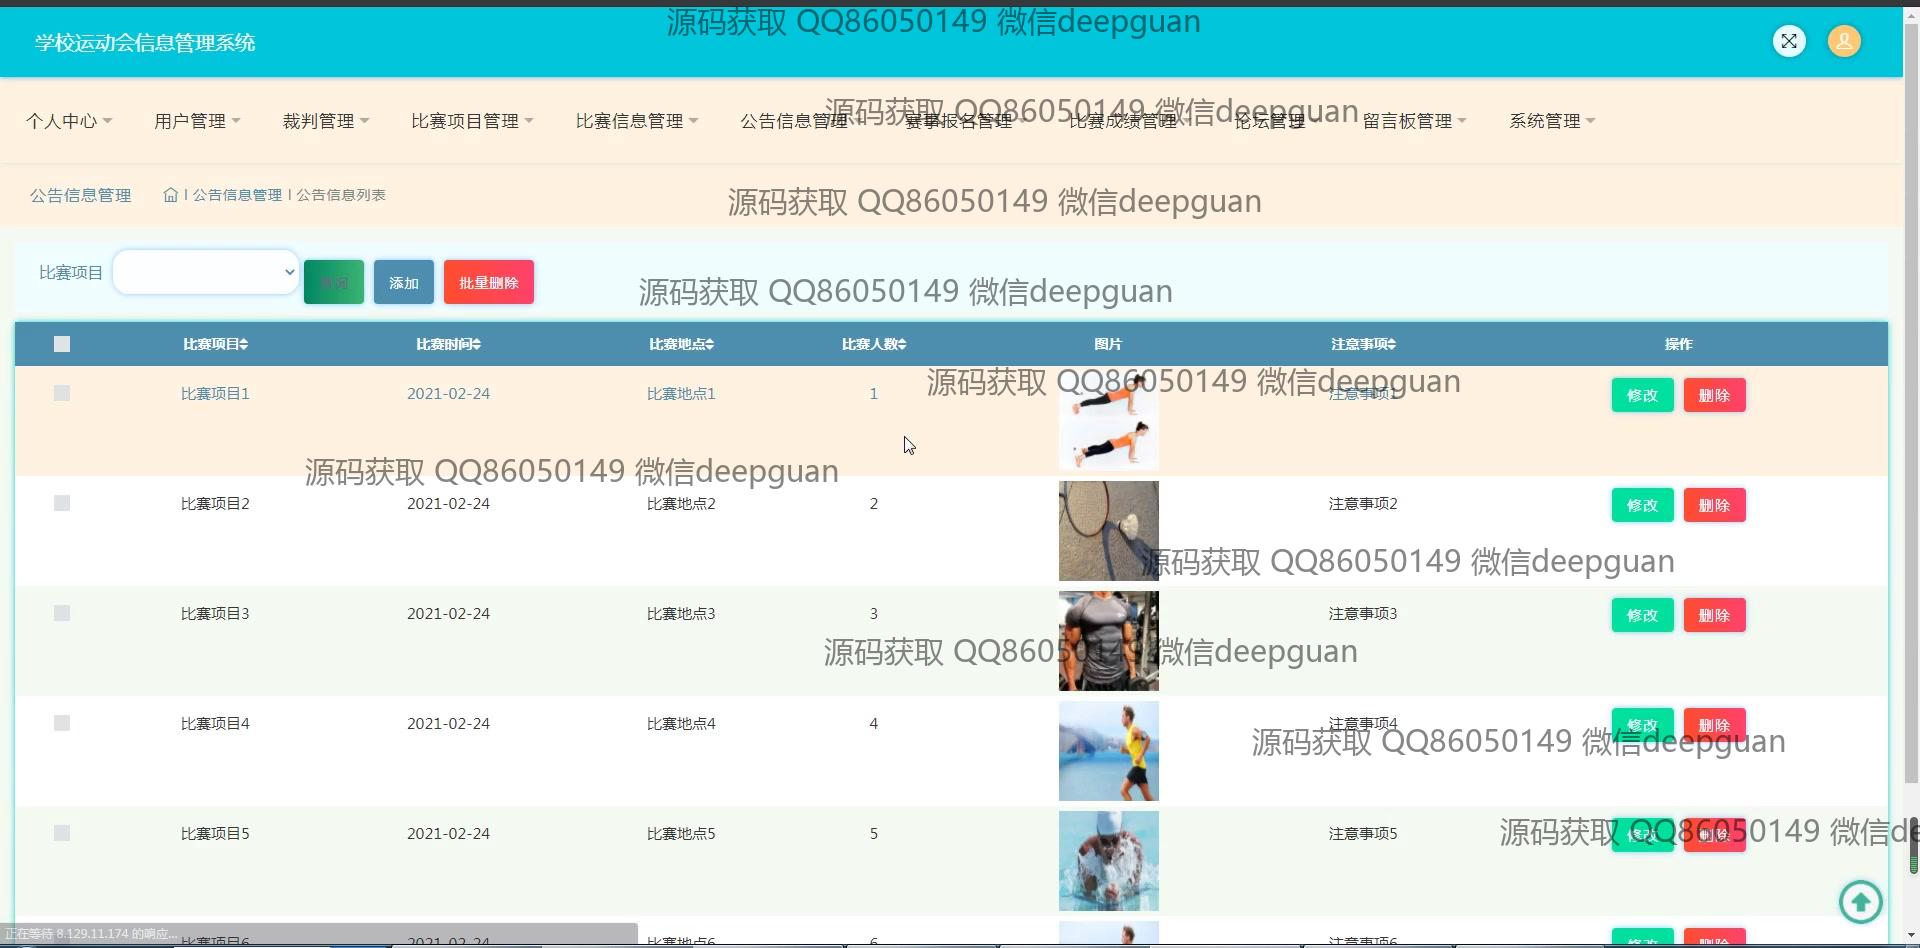 源码获取 QQ86050149 微信deepguan
学校运动会信息管理系统
个人中心 用户管理 裁判管理 比赛项目管理 比赛信息管理 公告信息管理 赛事报名管理 比赛成绩管理 论坛管理 留言板管理 系统管理
源码获取 QQ86050149 微信deepguan
公告信息管理 | 公告信息管理 | 公告信息列表
源码获取 QQ86050149 微信deepguan
比赛项目 查询 添加 批量删除
源码获取 QQ86050149 微信deepguan
比赛项目 比赛时间 比赛地点 比赛人数 图片 注意事项 操作
比赛项目1 2021-02-24 比赛地点1 1 注意事项1 修改 删除
源码获取 QQ86050149 微信deepguan
源码获取 QQ86050149 微信deepguan
比赛项目2 2021-02-24 比赛地点2 2 注意事项2 修改 删除
源码获取 QQ86050149 微信deepguan
比赛项目3 2021-02-24 比赛地点3 3 注意事项3 修改 删除
源码获取 QQ86050149 微信deepguan
比赛项目4 2021-02-24 比赛地点4 4 注意事项4 修改 删除
源码获取 QQ86050149 微信deepguan
比赛项目5 2021-02-24 比赛地点5 5 注意事项5 修改 删除
源码获取 QQ86050149 微信de
正在等待 8.129.11.174 的响应...
比赛项目6 2021-02-24 比赛地点6 6 注意事项6 修改 删除